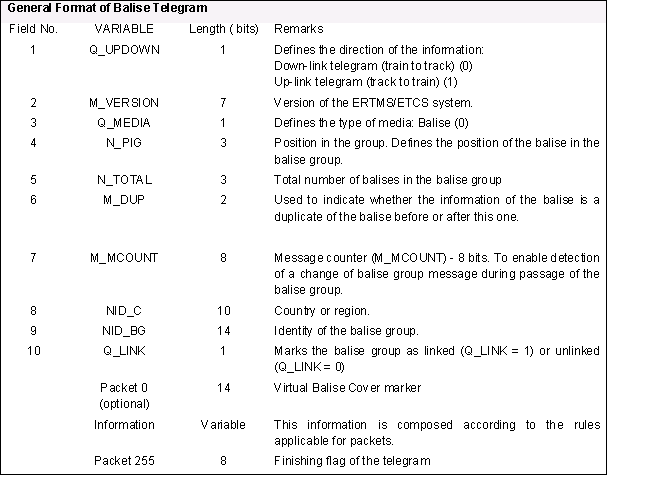 General Format of Balise Telegram
Field No. VARIABLE Length ( bits) Remarks
1 Q_UPDOWN 1 Defines the direction of the information:
Down-link telegram (train to track) (0)
Up-link telegram (track to train) (1)
2 M_VERSION 7 Version of the ERTMS/ETCS system.
3 Q_MEDIA 1 Defines the type of media: Balise (0)
4 N_PIG 3 Position in the group. Defines the position of the balise in the
balise group.
5 N_TOTAL 3 Total number of balises in the balise group
6 M_DUP 2 Used to indicate whether the information of the balise is a
duplicate of the balise before or after this one.
7 M_MCOUNT 8 Message counter (M_MCOUNT) - 8 bits. To enable detection
of a change of balise group message during passage of the
balise group.
8 NID_C 10 Country or region.
9 NID_BG 14 Identity of the balise group.
10 Q_LINK 1 Marks the balise group as linked (Q_LINK = 1) or unlinked
(Q_LINK = 0)
Packet 0 14 Virtual Balise Cover marker
(optional)
Information Variable This information is composed according to the rules
applicable for packets.
Packet 255 8 Finishing flag of the telegram